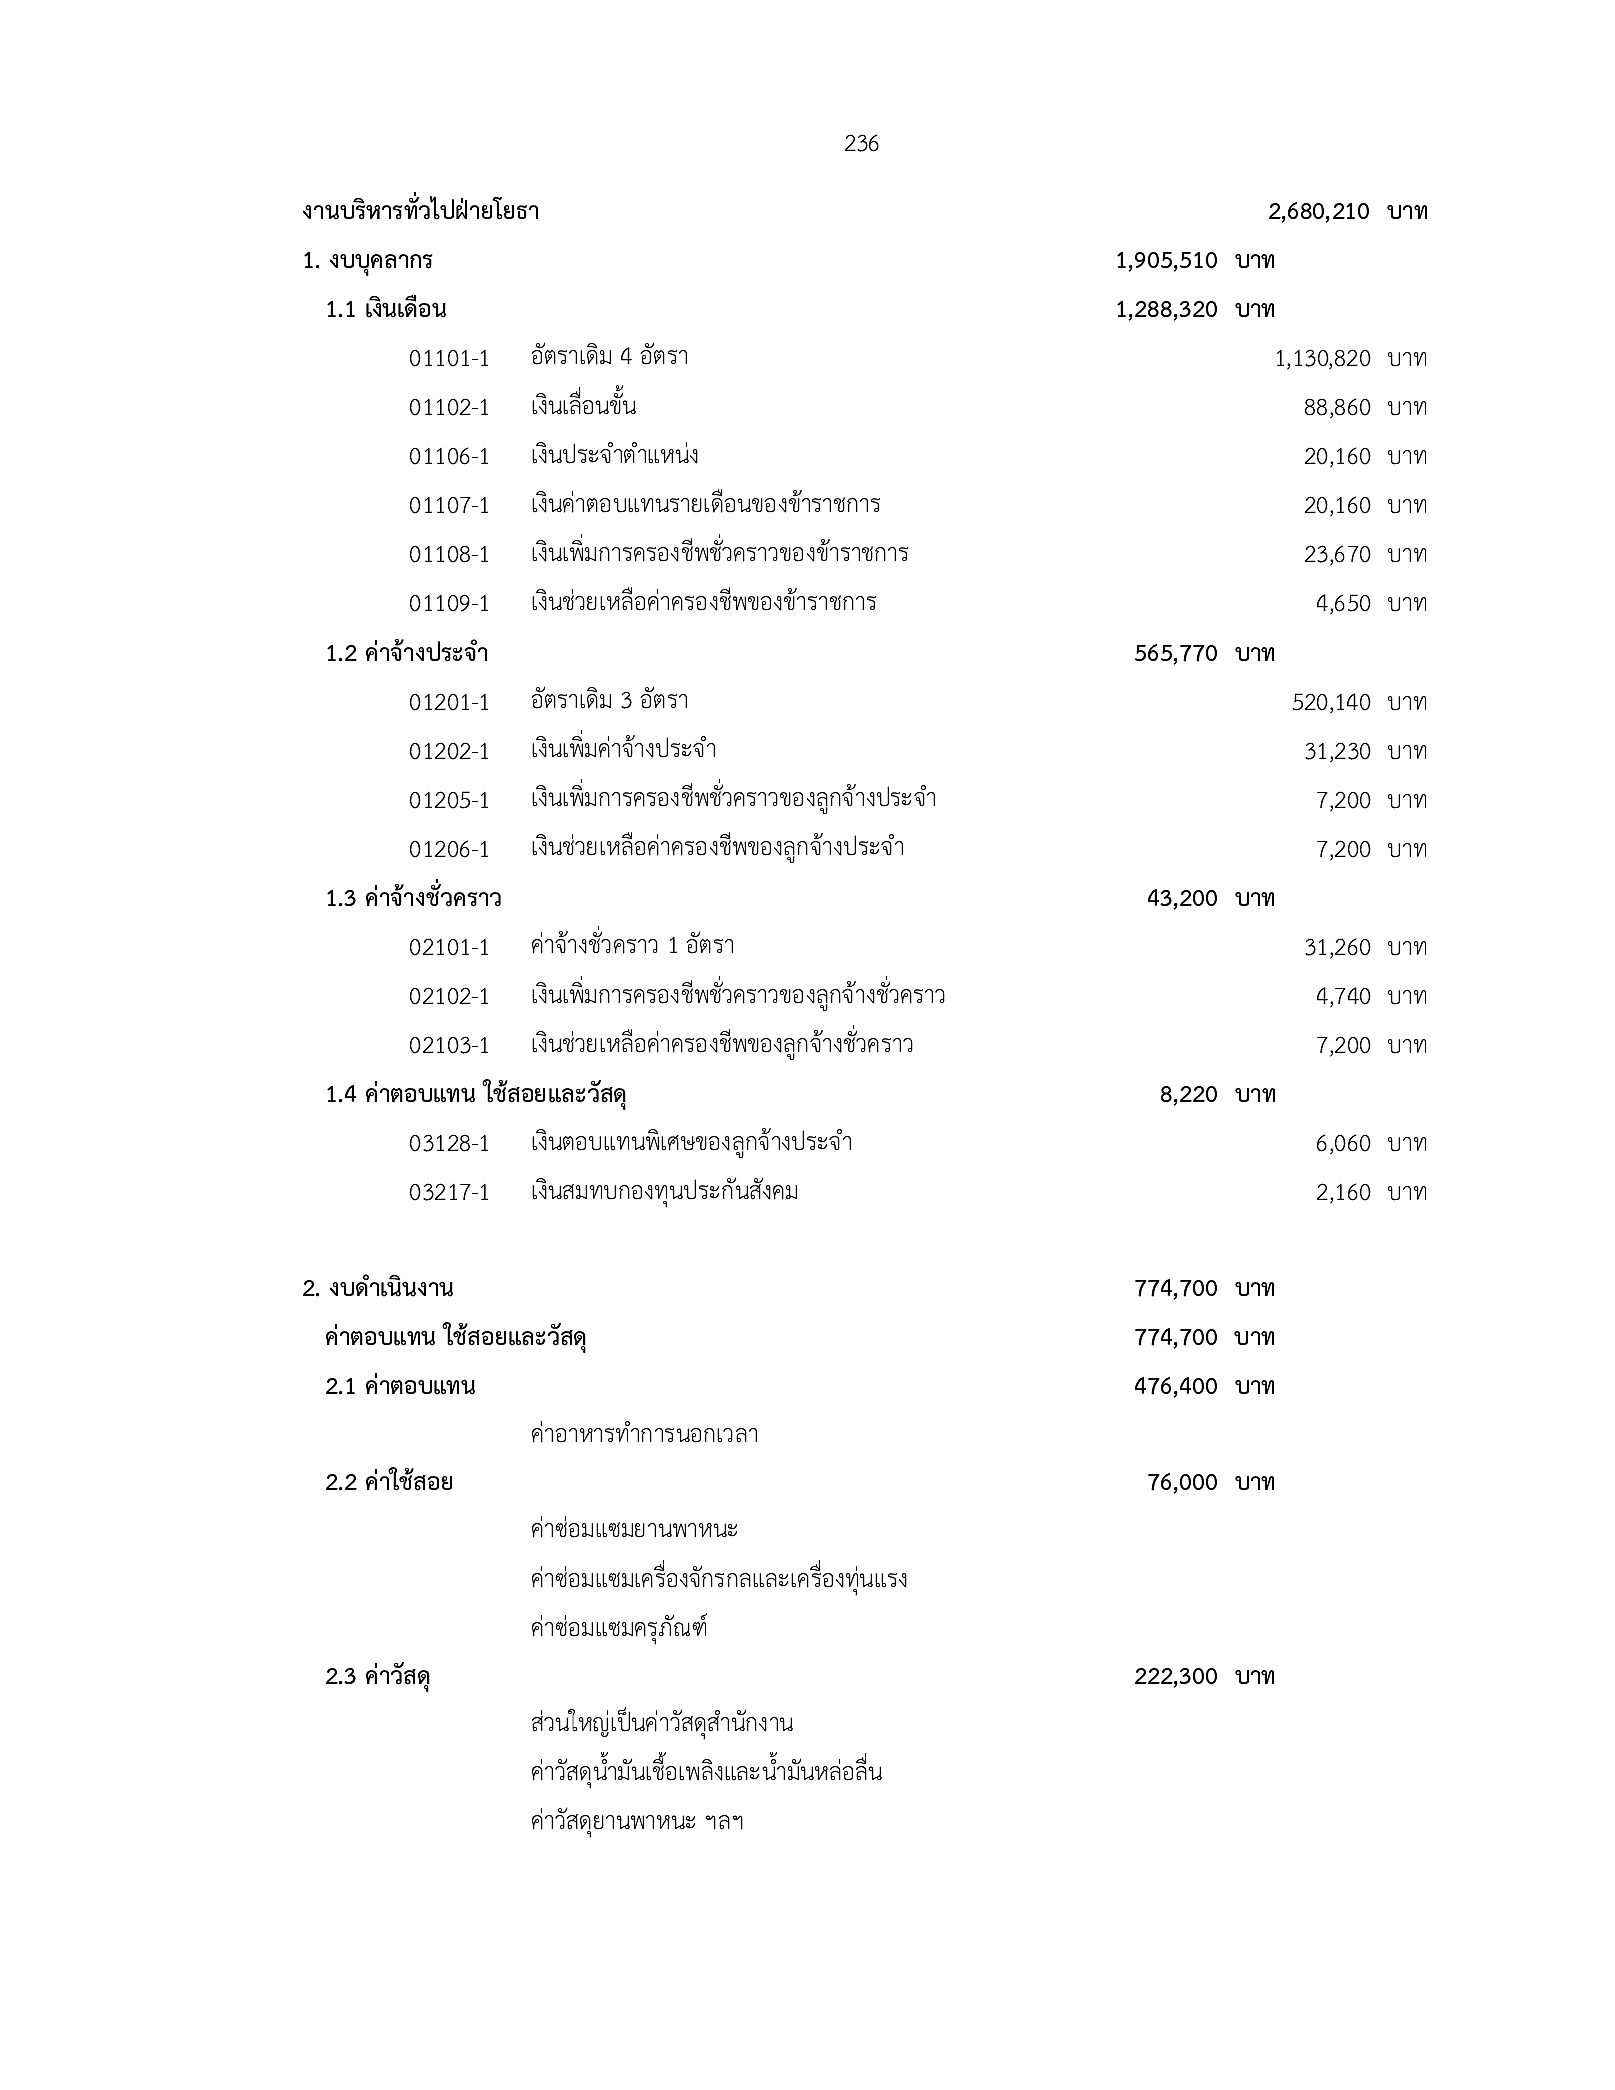 236
งานบริหารทั่วไปฝ่ายโยธา 2,680,210 บาท
1. งบบุคลากร 1,905,510 บาท
1.1 เงินเดือน 1,288,320 บาท
01101-1 อัตราเดิม 4 อัตรา 1,130,820 บาท
01102-1 เงินเลื่อนขั้น 88,860 บาท
01106-1 เงินประจำตำแหน่ง 20,160 บาท
01107-1 เงินค่าตอบแทนรายเดือนของข้าราชการ 20,160 บาท
01108-1 เงินเพิ่มการครองชีพชั่วคราวของข้าราชการ 23,670 บาท
01109-1 เงินช่วยเหลือค่าครองชีพของข้าราชการ 4,650 บาท
1.2 ค่าจ้างประจำ 565,770 บาท
01201-1 อัตราเดิม 3 อัตรา 520,140 บาท
01202-1 เงินเพิ่มค่าจ้างประจำ 31,230 บาท
01205-1 เงินเพิ่มการครองชีพชั่วคราวของลูกจ้างประจำ 7,200 บาท
01206-1 เงินช่วยเหลือค่าครองชีพของลูกจ้างประจำ 7,200 บาท
1.3 ค่าจ้างชั่วคราว 43,200 บาท
02101-1 ค่าจ้างชั่วคราว 1 อัตรา 31,260 บาท
02102-1 เงินเพิ่มการครองชีพชั่วคราวของลูกจ้างชั่วคราว 4,740 บาท
02103-1 เงินช่วยเหลือค่าครองชีพของลูกจ้างชั่วคราว 7,200 บาท
1.4 ค่าตอบแทน ใช้สอยและวัสดุ 8,220 บาท
03128-1 เงินตอบแทนพิเศษของลูกจ้างประจำ 6,060 บาท
03217-1 เงินสมทบกองทุนประกันสังคม 2,160 บาท
2. งบดำเนินงาน 774,700 บาท
ค่าตอบแทน ใช้สอยและวัสดุ 774,700 บาท
2.1 ค่าตอบแทน 476,400 บาท
ค่าอาหารทำการนอกเวลา
2.2 ค่าใช้สอย 76,000 บาท
ค่าซ่อมแซมยานพาหนะ
ค่าซ่อมแซมเครื่องจักรกลและเครื่องทุ่นแรง
ค่าซ่อมแซมครุภัณฑ์
2.3 ค่าวัสดุ 222,300 บาท
ส่วนใหญ่เป็นค่าวัสดุสำนักงาน
ค่าวัสดุน้ำมันเชื้อเพลิงและน้ำมันหล่อลื่น
ค่าวัสดุยานพาหนะ ฯลฯ